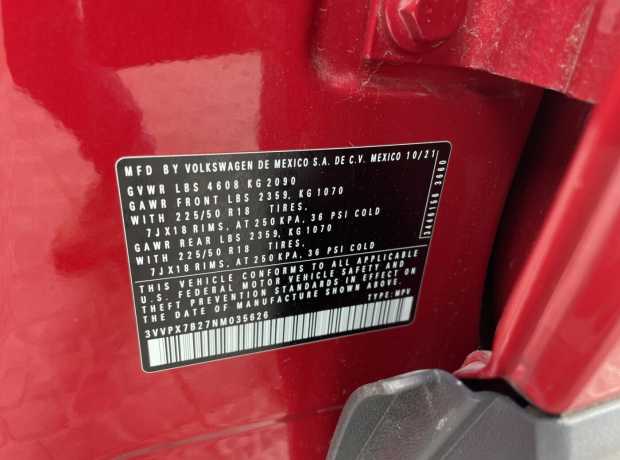 MFD BY VOLKSWAGEN DE MEXICO S.A. DE C.V. MEXICO 10/21
GVWR LBS 4608 KG 2090
GAWR FRONT LBS 2359, KG 1070
WITH 225/50 R18 TIRES.
7JX18 RIMS, AT 250 KPA, 36 PSI COLD
GAWR REAR LBS 2359, KG 1070
WITH 225/50 R18 TIRES.
7JX18 RIMS, AT 250 KPA, 36 PSI COLD
THIS VEHICLE CONFORMS TO ALL APPLICABLE
U.S. FEDERAL MOTOR VEHICLE SAFETY AND
THEFT PREVENTION STANDARDS IN EFFECT ON
THE DATE OF MANUFACTURE SHOWN ABOVE.
3VVPX7B27NM035626 TYPE: MPV